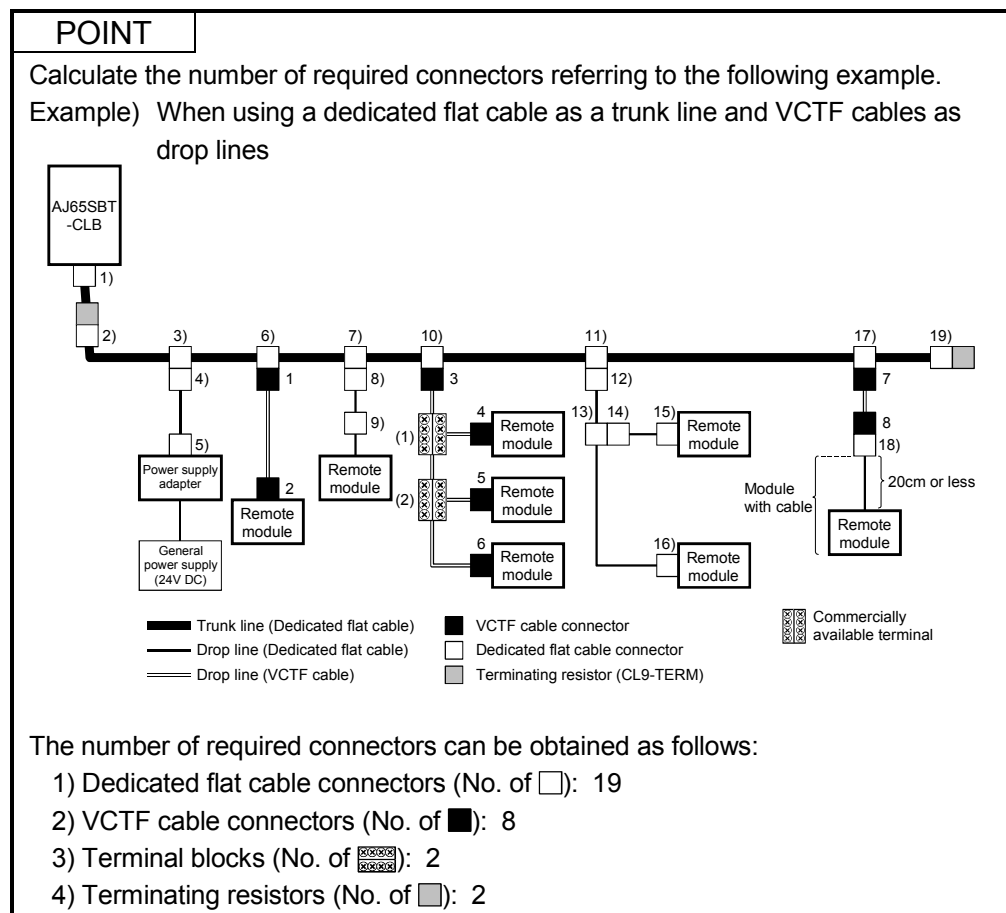 POINT
Calculate the number of required connectors referring to the following example.
Example) When using a dedicated flat cable as a trunk line and VCTF cables as
drop lines
AJ65SBT
-CLB
1)
2)
3)
6)
7)
10)
11)
17)
19)
4)
1
8)
3
12)
7
5)
2
9)
4
(1)
13)
14)
15)
8
18)
Power supply
adapter
Remote
module
Remote
module
Remote
module
Remote
module
5
(2)
Remote
module
20cm or less
Module
with cable
Remote
module
General
power supply
(24V DC)
6
Remote
module
16)
Remote
module
Trunk line (Dedicated flat cable)
Drop line (Dedicated flat cable)
Drop line (VCTF cable)
VCTF cable connector
Dedicated flat cable connector
Terminating resistor (CL9-TERM)
Commercially
available terminal
The number of required connectors can be obtained as follows:
1) Dedicated flat cable connectors (No. of □): 19
2) VCTF cable connectors (No. of ■): 8
3) Terminal blocks (No. of ): 2
4) Terminating resistors (No. of ): 2